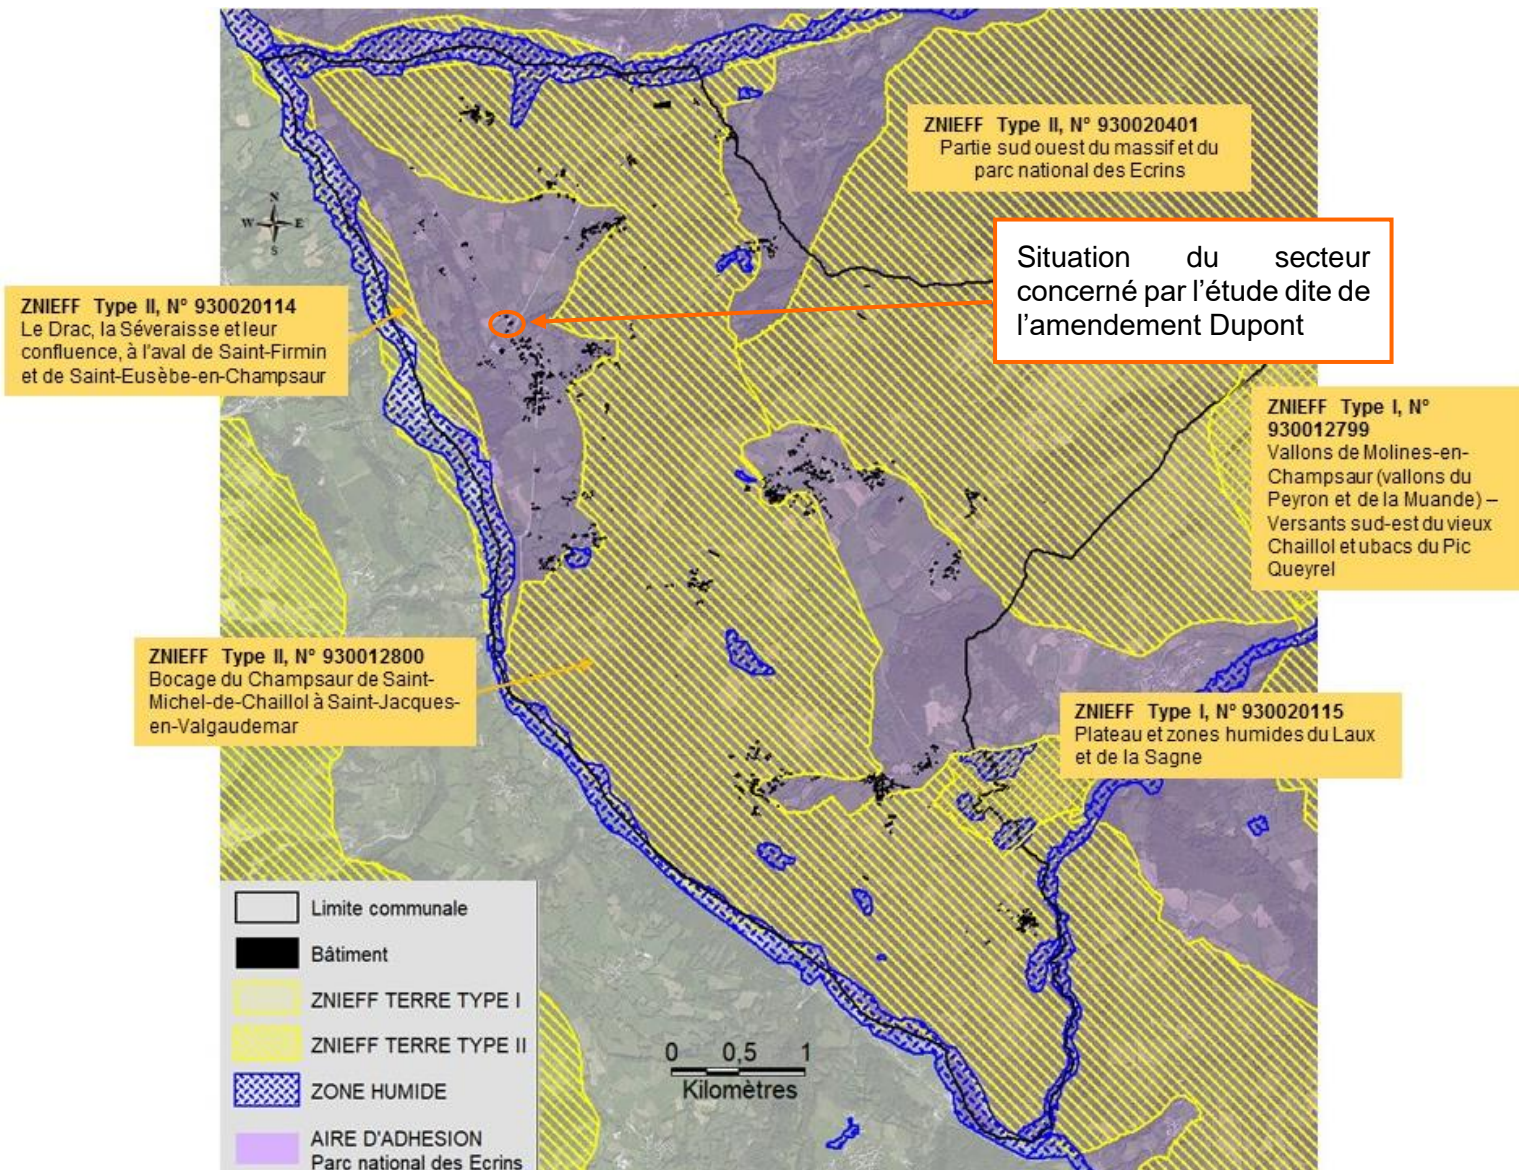 ZNIEFF Type II, N° 930020401
Partie sud ouest du massif et du
parc national des Ecrins
N
W E
S
Situation du secteur
concerné par l'étude dite de
l'amendement Dupont
ZNIEFF Type II, N° 930020114
Le Drac, la Séveraisse et leur
confluence, à l'aval de Saint-Firmin
et de Saint-Eusèbe-en-Champsaur
ZNIEFF Type I, N°
930012799
Vallons de Molines-en-
Champsaur (vallons du
Peyron et de la Muande) –
Versants sud-est du vieux
Chaillol et ubacs du Pic
Queyrel
ZNIEFF Type II, N° 930012800
Bocage du Champsaur de Saint-
Michel-de-Chaillol à Saint-Jacques-
en-Valgaudemar
ZNIEFF Type I, N° 930020115
Plateau et zones humides du Laux
et de la Sagne
Limite communale
Bâtiment
ZNIEFF TERRE TYPE I
ZNIEFF TERRE TYPE II
ZONE HUMIDE
AIRE D'ADHESION
Parc national des Ecrins
0 0,5 1
Kilomètres